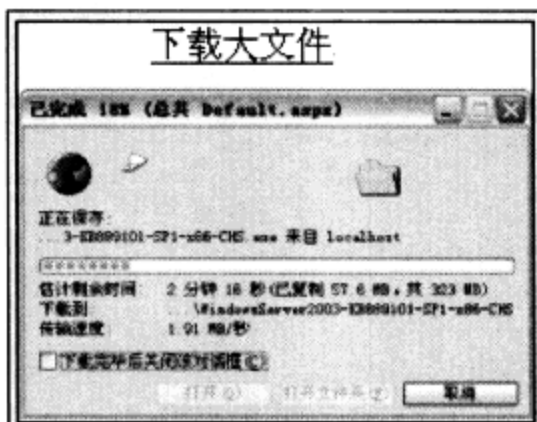 下载大文件
已完成 18% (总共 Default.aspx)
正在保存:
...3-KB889101-SP1-x86-CHS.exe 来自 localhost
估计剩余时间: 2 分钟 18 秒(已复制 57.6 MB，共 323 MB)
下载到 ...\WindowsServer2003-KB889101-SP1-x86-CHS
传输速度 1.91 MB/秒
下载完毕后关闭该对话框(C)
打开(O) 打开文件夹(F) 取消